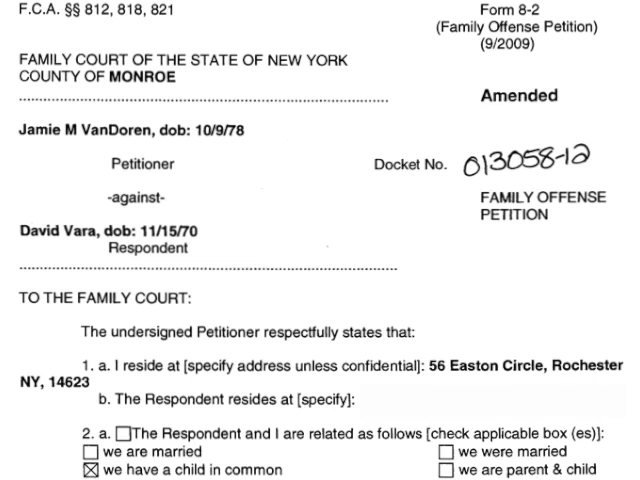 F.C.A. §§ 812, 818, 821
Form 8-2
(Family Offense Petition)
(9/2009)
FAMILY COURT OF THE STATE OF NEW YORK
COUNTY OF MONROE
Amended
Jamie M VanDoren, dob: 10/9/78
Petitioner
Docket No. 013058-12
-against-
FAMILY OFFENSE
PETITION
David Vara, dob: 11/15/70
Respondent
TO THE FAMILY COURT:
The undersigned Petitioner respectfully states that:
1. a. I reside at [specify address unless confidential]: 56 Easton Circle, Rochester
NY, 14623
b. The Respondent resides at [specify]:
2. a. ☐The Respondent and I are related as follows [check applicable box (es)]:
☐ we are married ☐ we were married
☒ we have a child in common ☐ we are parent & child